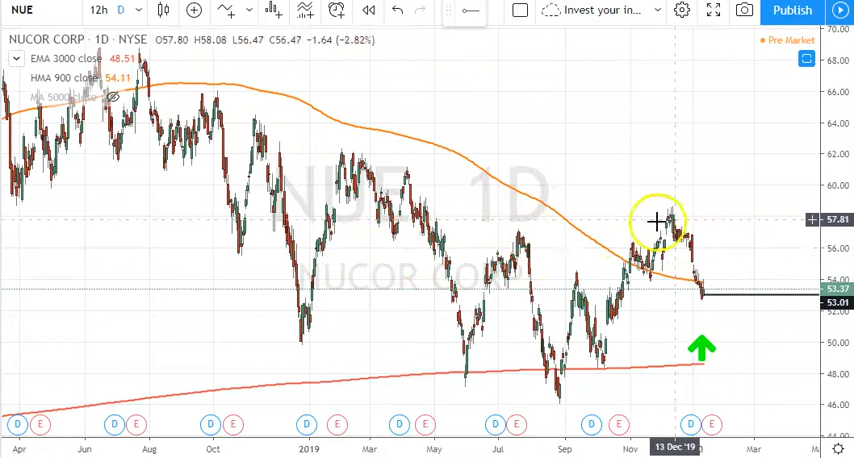 NUE 12h D Invest your in... Publish
NUCOR CORP · 1D · NYSE O57.80 H58.08 L56.47 C56.47 −1.64 (−2.82%)
Pre Market
EMA 3000 close 48.51
HMA 900 close 54.11
MA 5000 close
NUE 1D
NUCOR CORP
70.00
68.00
66.00
64.00
62.00
60.00
57.81
56.00
54.00
53.37
53.01
52.00
50.00
48.00
46.00
44.00
D E D E D E D E D E D E D E D E
Apr Jun Aug Oct 2019 Mar May Jul Sep Nov 13 Dec '19 Mar